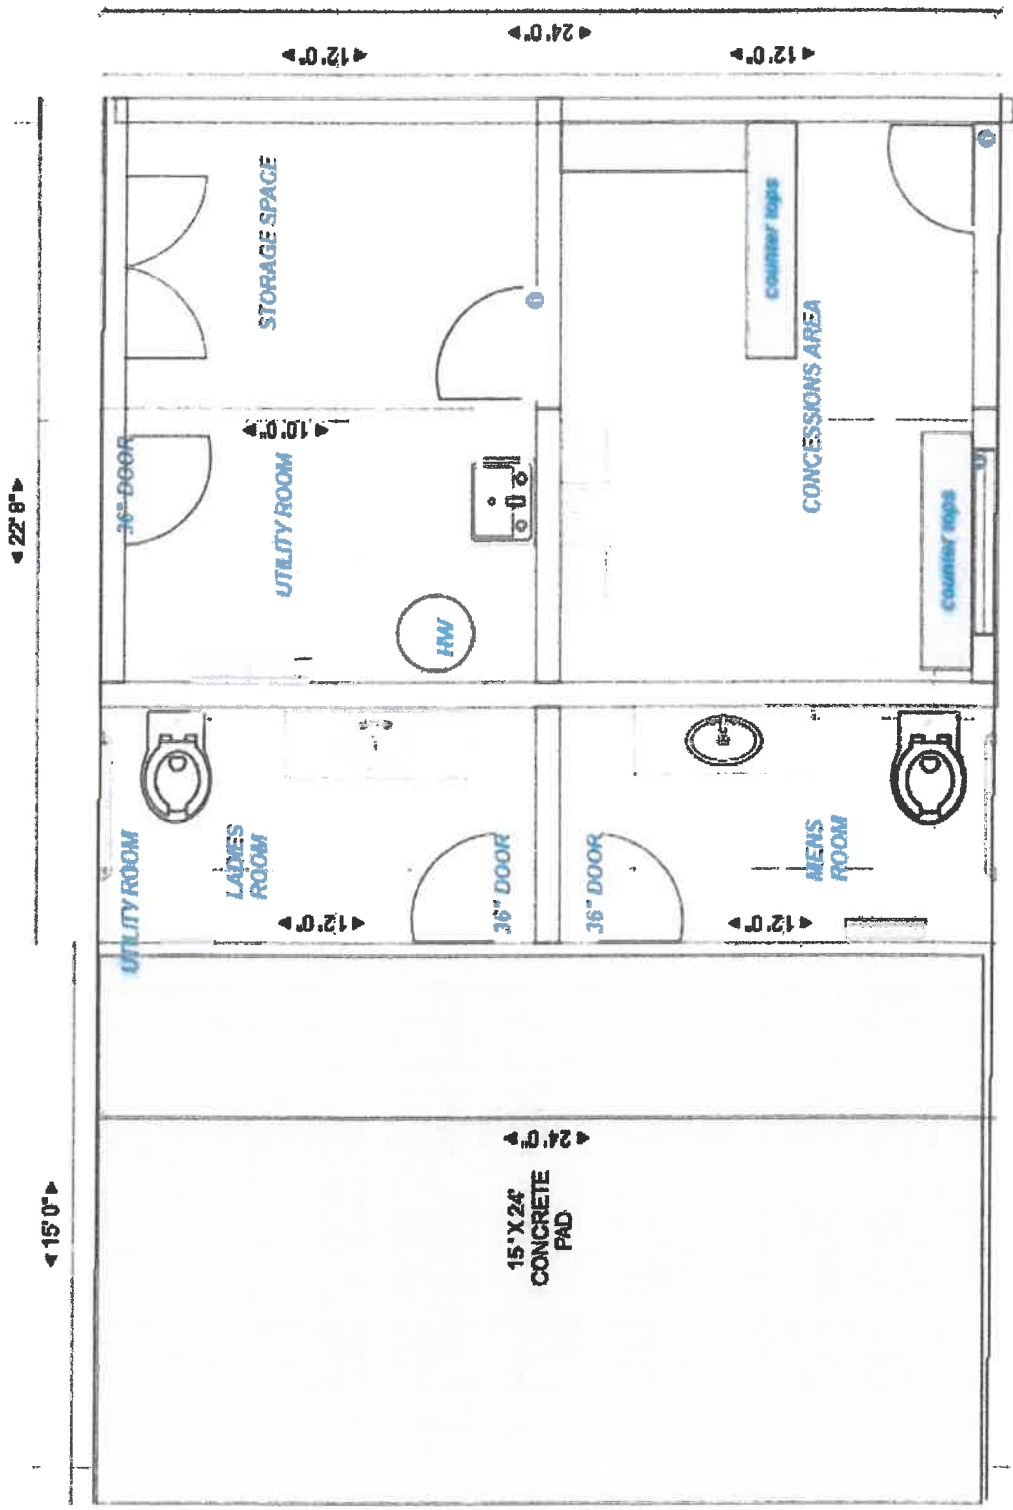 22' 8"
15' 0"
UTILITY ROOM
36" DOOR
LADIES
ROOM
STORAGE SPACE
UTILITY ROOM
10'0"
12'0"
12'0"
HW
36" DOOR
15'X 24'
CONCRETE
PAD
24'0"
24'0"
36" DOOR
12'0"
12'0"
counter tops
MENS
ROOM
CONCESSIONS AREA
counter tops